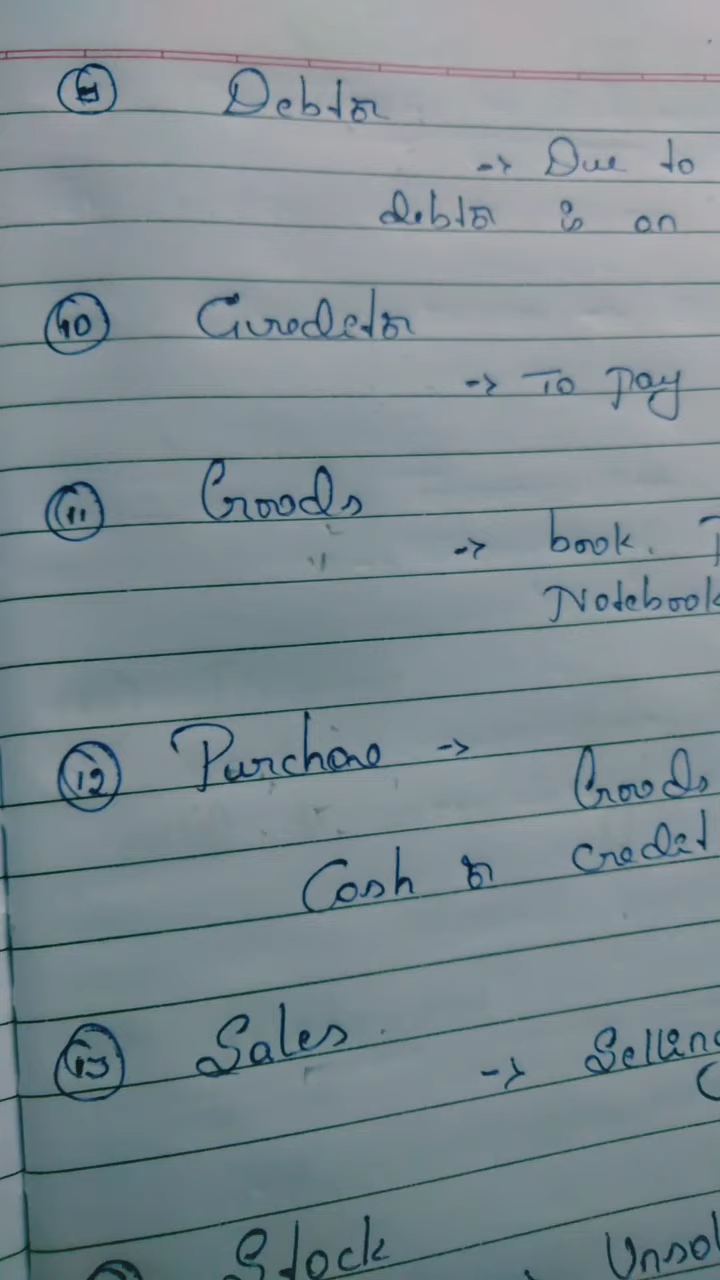 9 Debtor
-> Due to
debtor is an
10 Creditor
-> To Pay
11 Goods
-> book.
Notebook
12 Purchase -> Goods
Cash or credit
13 Sales.
-> Selling
Stock